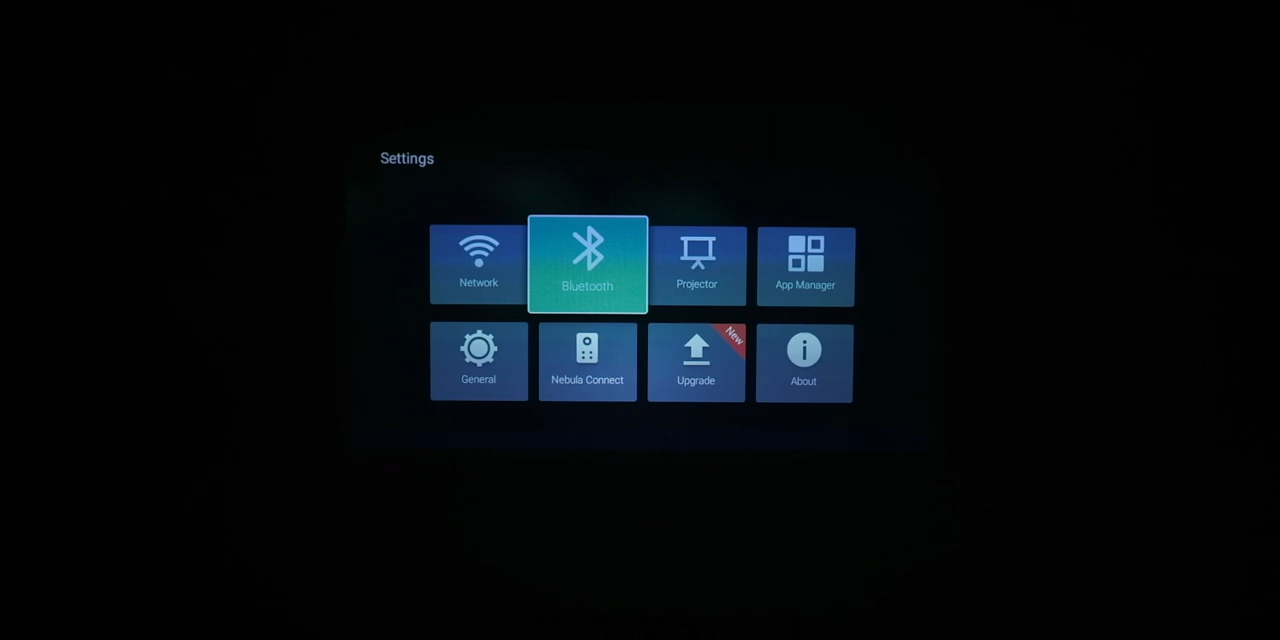 Settings
Network
Bluetooth
Projector
App Manager
General
Nebula Connect
New
Upgrade
About